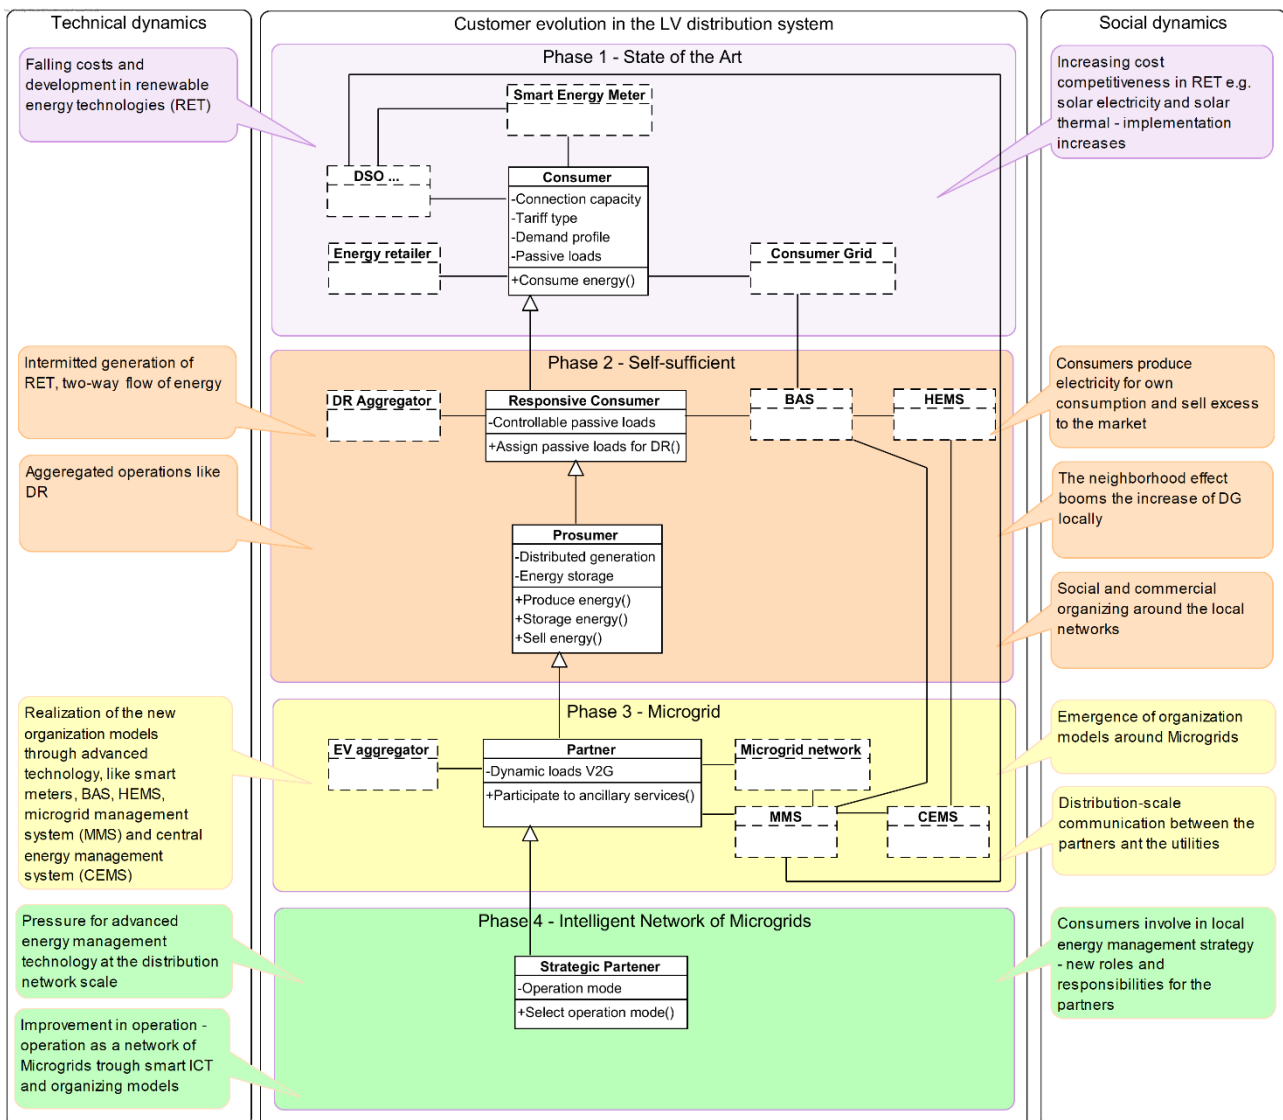 Technical dynamics
Customer evolution in the LV distribution system
Social dynamics
Falling costs and
development in renewable
energy technologies (RET)
Phase 1 - State of the Art
Smart Energy Meter
DSO ...
Consumer
-Connection capacity
-Tariff type
-Demand profile
-Passive loads
+Consume energy()
Energy retailer
Consumer Grid
Increasing cost
competitiveness in RET e.g.
solar electricity and solar
thermal - implementation
increases
Intermitted generation of
RET, two-way flow of energy
Aggeregated operations like
DR
Phase 2 - Self-sufficient
DR Aggregator
Responsive Consumer
-Controllable passive loads
+Assign passive loads for DR()
BAS
HEMS
Prosumer
-Distributed generation
-Energy storage
+Produce energy()
+Storage energy()
+Sell energy()
Consumers produce
electricity for own
consumption and sell excess
to the market
The neighborhood effect
booms the increase of DG
locally
Social and commercial
organizing around the local
networks
Realization of the new
organization models
through advanced
technology, like smart
meters, BAS, HEMS,
microgrid management
system (MMS) and central
energy management
system (CEMS)
Phase 3 - Microgrid
EV aggregator
Partner
-Dynamic loads V2G
+Participate to ancillary services()
Microgrid network
MMS
CEMS
Emergence of organization
models around Microgrids
Distribution-scale
communication between the
partners ant the utilities
Pressure for advanced
energy management
technology at the distribution
network scale
Improvement in operation -
operation as a network of
Microgrids trough smart ICT
and organizing models
Phase 4 - Intelligent Network of Microgrids
Strategic Partener
-Operation mode
+Select operation mode()
Consumers involve in local
energy management strategy
- new roles and
responsibilities for the
partners